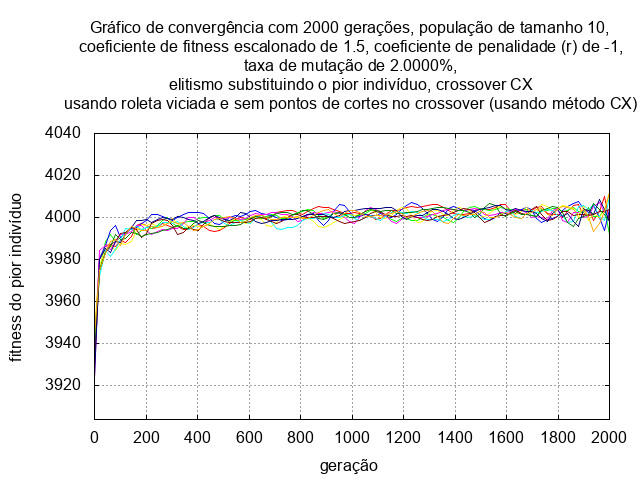 Gráfico de convergência com 2000 gerações, população de tamanho 10,
coeficiente de fitness escalonado de 1.5, coeficiente de penalidade (r) de -1,
taxa de mutação de 2.0000%,
elitismo substituindo o pior indivíduo, crossover CX
usando roleta viciada e sem pontos de cortes no crossover (usando método CX)
4040
4020
4000
3980
3960
3940
3920
fitness do pior indivíduo
0 200 400 600 800 1000 1200 1400 1600 1800 2000
geração